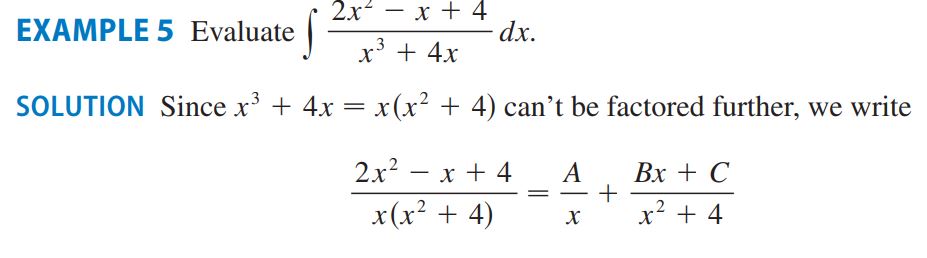 EXAMPLE 5 Evaluate ∫ (2x² − x + 4)/(x³ + 4x) dx.
SOLUTION Since x³ + 4x = x(x² + 4) can’t be factored further, we write
(2x² − x + 4)/(x(x² + 4)) = A/x + (Bx + C)/(x² + 4)